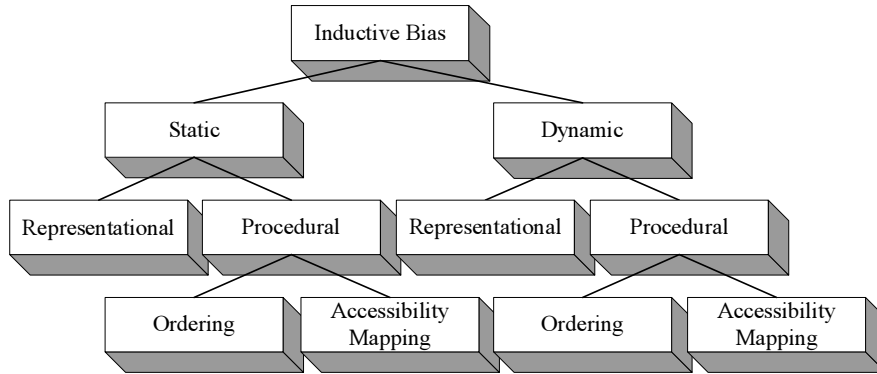 Inductive Bias
Static
Dynamic
Representational
Procedural
Representational
Procedural
Ordering
Accessibility
Mapping
Ordering
Accessibility
Mapping